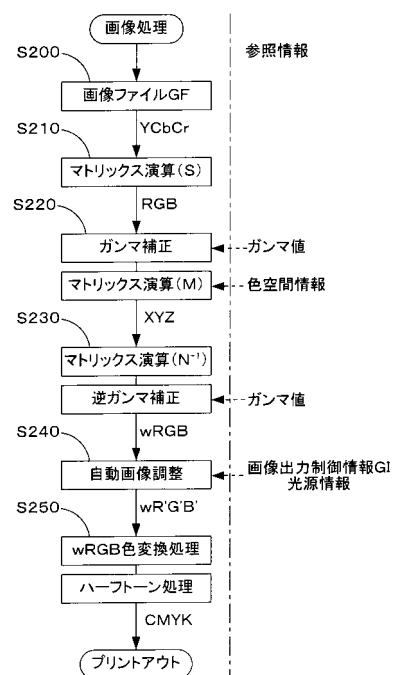 画像処理
参照情報
S200
画像ファイルGF
YCbCr
S210
マトリックス演算(S)
RGB
S220
ガンマ補正
ガンマ値
マトリックス演算(M)
色空間情報
XYZ
S230
マトリックス演算(N⁻¹)
逆ガンマ補正
ガンマ値
wRGB
S240
自動画像調整
画像出力制御情報GI
光源情報
wR'G'B'
S250
wRGB色変換処理
ハーフトーン処理
CMYK
プリントアウト